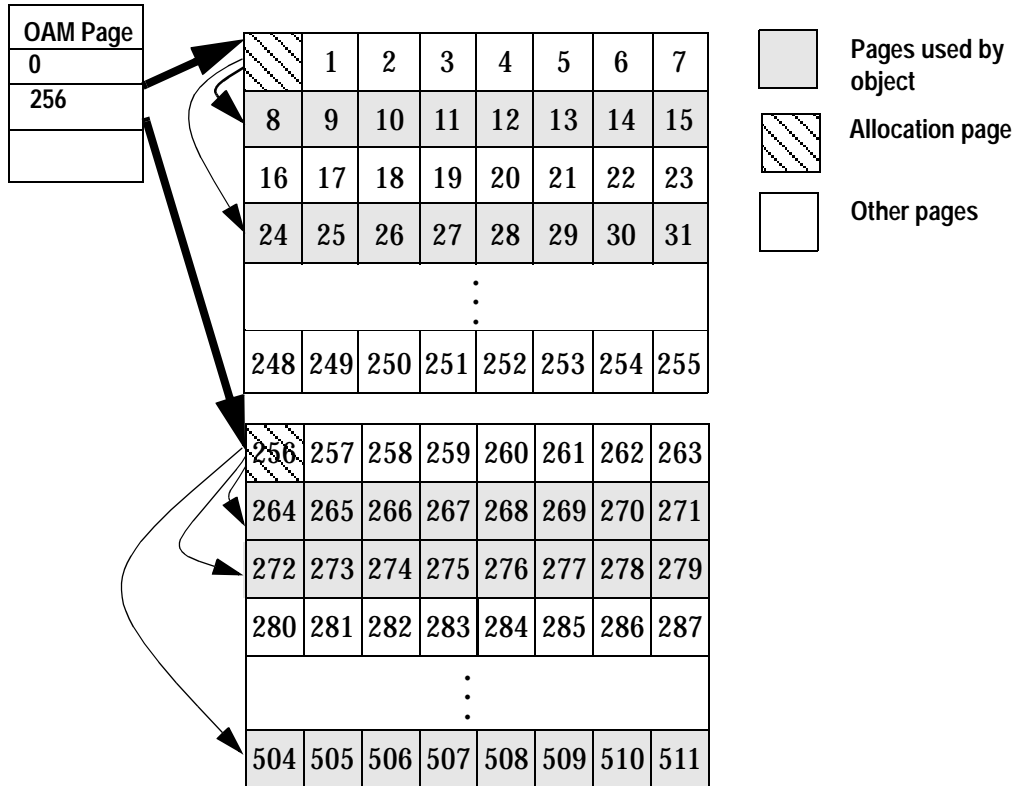 OAM Page
0
256
1 2 3 4 5 6 7
8 9 10 11 12 13 14 15
16 17 18 19 20 21 22 23
24 25 26 27 28 29 30 31
248 249 250 251 252 253 254 255
256 257 258 259 260 261 262 263
264 265 266 267 268 269 270 271
272 273 274 275 276 277 278 279
280 281 282 283 284 285 286 287
504 505 506 507 508 509 510 511
Pages used by
object
Allocation page
Other pages